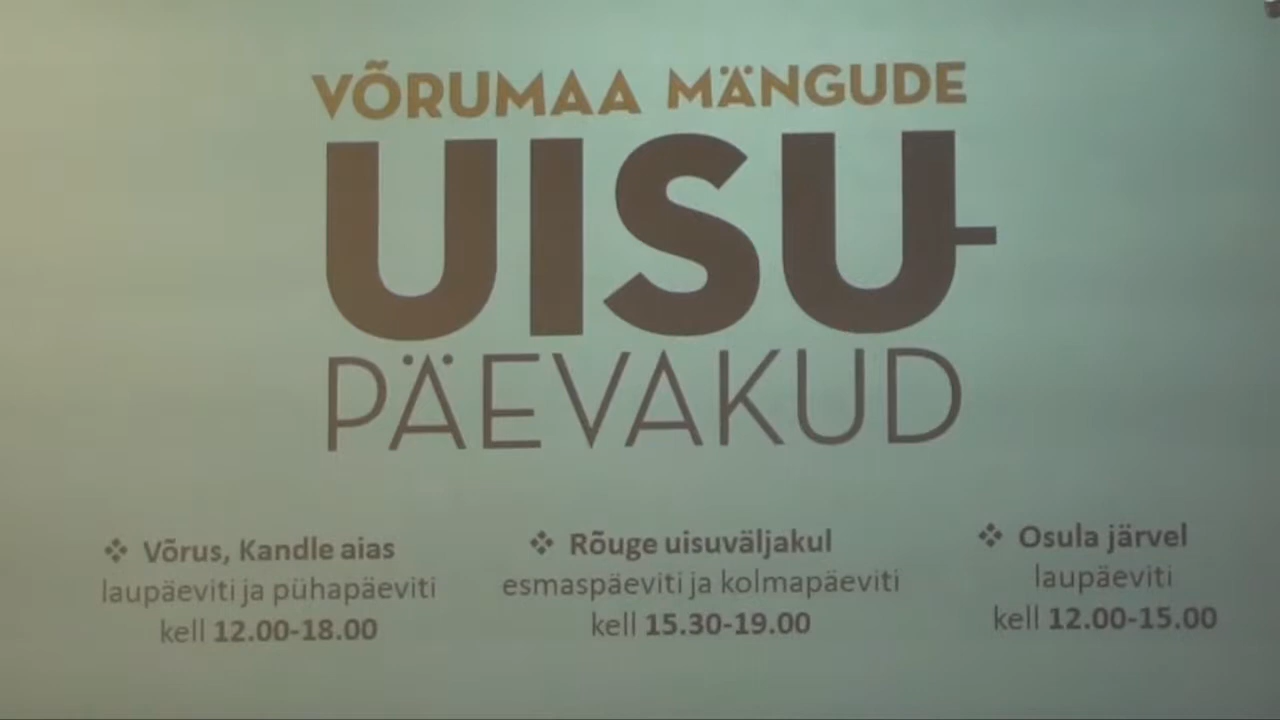 VÕRUMAA MÄNGUDE
UISU-
PÄEVAKUD
❖ Võrus, Kandle aias
laupäeviti ja pühapäeviti
kell 12.00-18.00
❖ Rõuge uisuväljakul
esmaspäeviti ja kolmapäeviti
kell 15.30-19.00
❖ Osula järvel
laupäeviti
kell 12.00-15.00